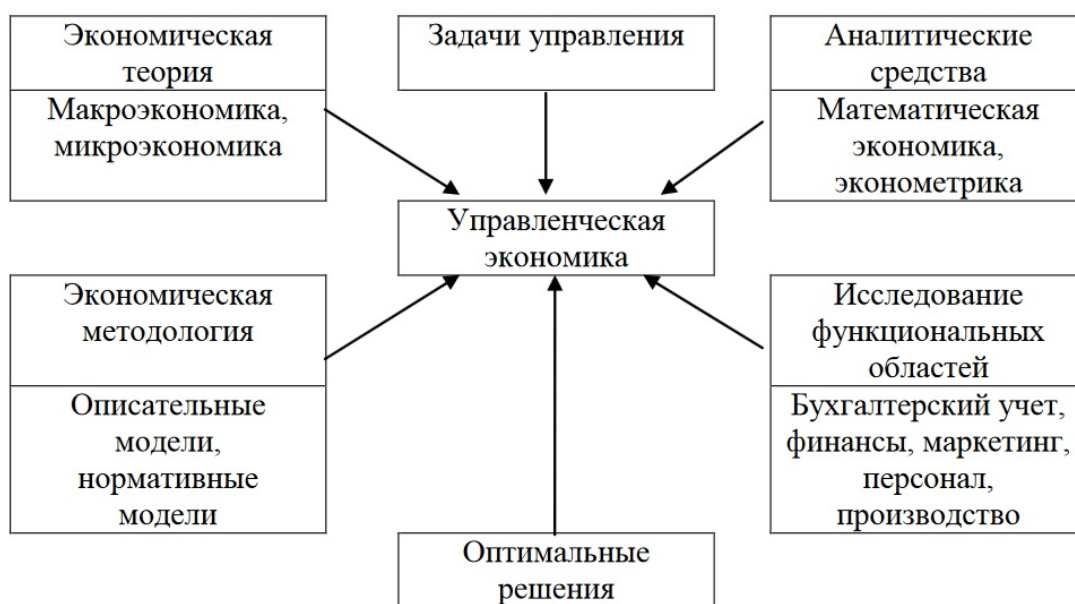 Экономическая
теория
Макроэкономика,
микроэкономика
Задачи управления
Аналитические
средства
Математическая
экономика,
эконометрика
Управленческая
экономика
Экономическая
методология
Описательные
модели,
нормативные
модели
Исследование
функциональных
областей
Бухгалтерский учет,
финансы, маркетинг,
персонал,
производство
Оптимальные
решения